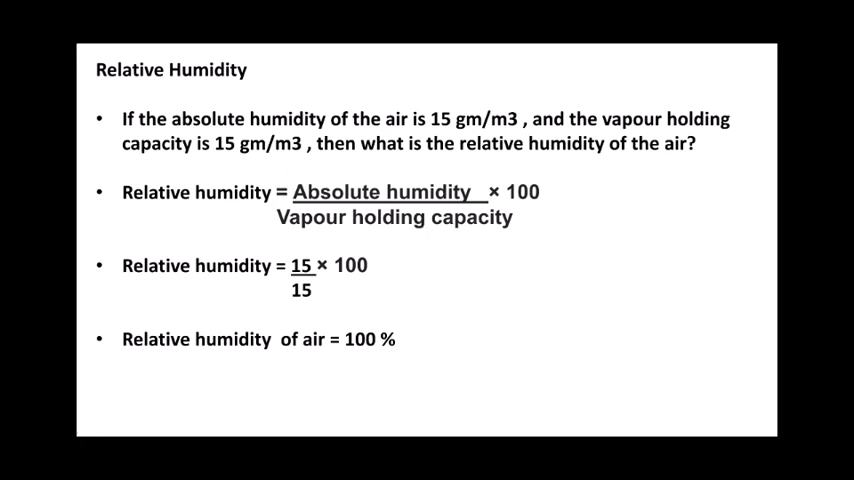 Relative Humidity
• If the absolute humidity of the air is 15 gm/m3 , and the vapour holding
capacity is 15 gm/m3 , then what is the relative humidity of the air?
• Relative humidity = Absolute humidity × 100
Vapour holding capacity
• Relative humidity = 15 × 100
15
• Relative humidity of air = 100 %